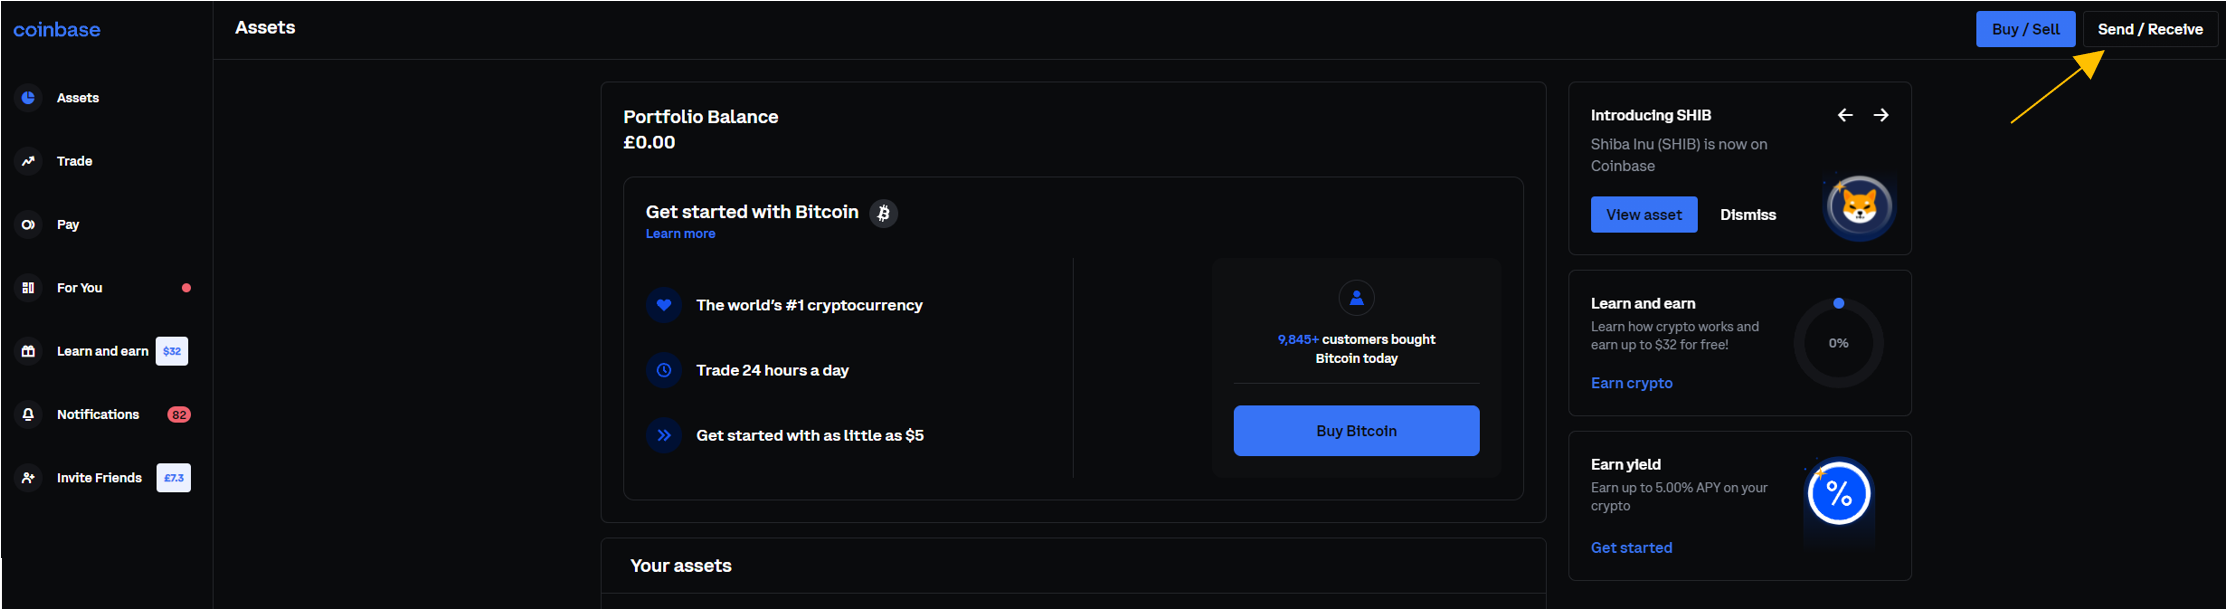 coinbase
Assets
Trade
Pay
For You
Learn and earn $32
Notifications 82
Invite Friends £7.3
Assets
Buy / Sell
Send / Receive
Portfolio Balance
£0.00
Get started with Bitcoin
Learn more
The world's #1 cryptocurrency
Trade 24 hours a day
Get started with as little as $5
9,845+ customers bought
Bitcoin today
Buy Bitcoin
Your assets
Introducing SHIB
Shiba Inu (SHIB) is now on
Coinbase
View asset
Dismiss
Learn and earn
Learn how crypto works and
earn up to $32 for free!
0%
Earn crypto
Earn yield
Earn up to 5.00% APY on your
crypto
%
Get started